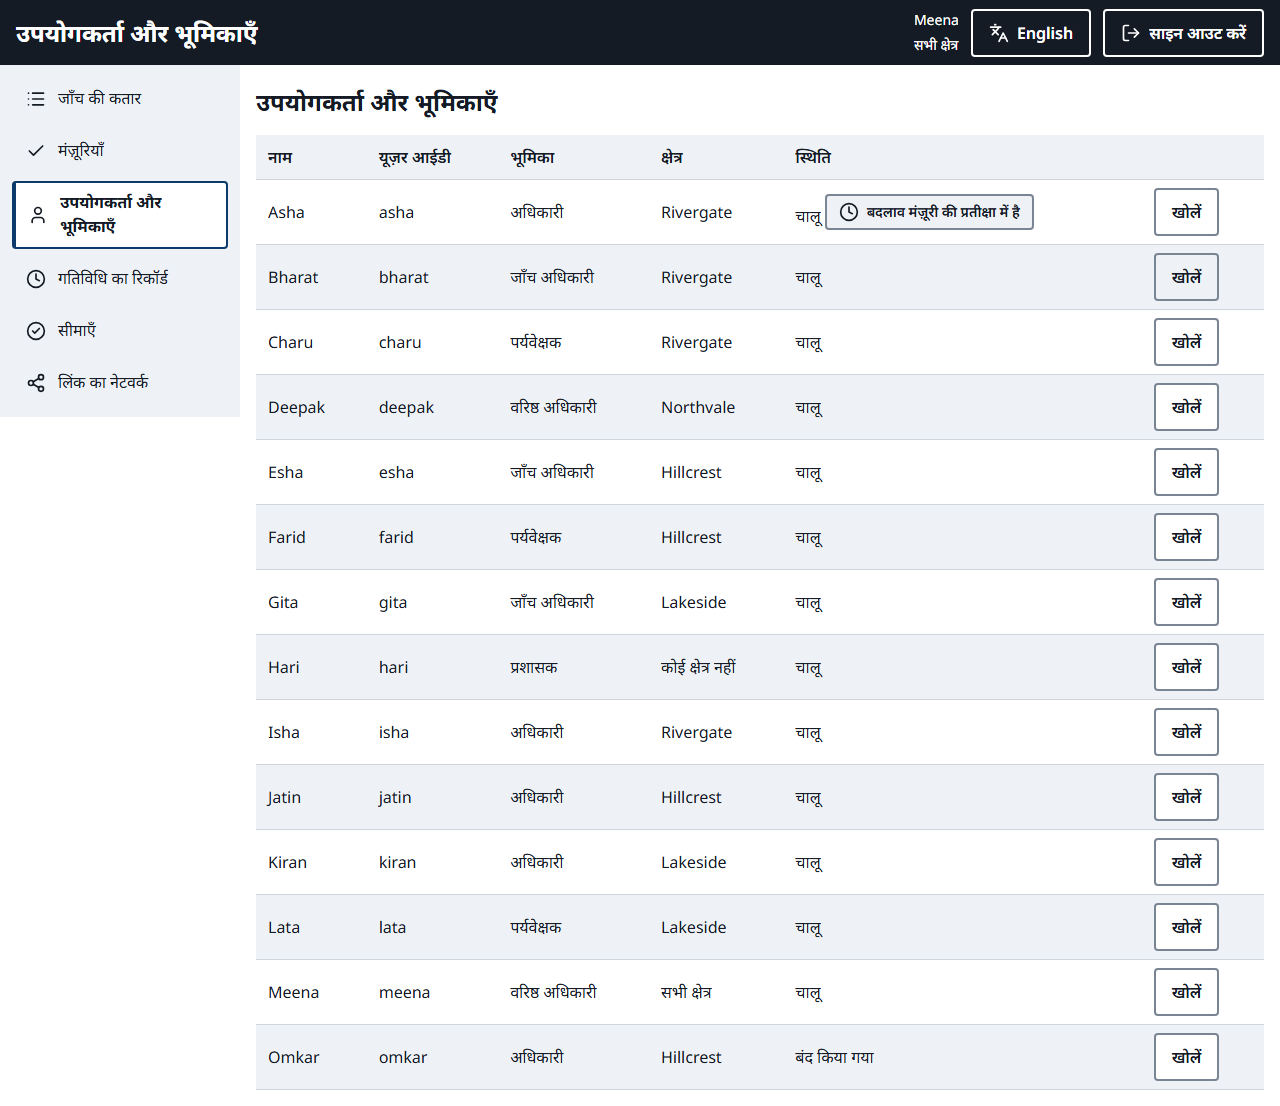 उपयोगकर्ता और भूमिकाएँ
Meena
सभी क्षेत्र
English
साइन आउट करें
जाँच की कतार
मंज़ूरियाँ
उपयोगकर्ता और
भूमिकाएँ
गतिविधि का रिकॉर्ड
सीमाएँ
लिंक का नेटवर्क
उपयोगकर्ता और भूमिकाएँ
नाम यूज़र आईडी भूमिका क्षेत्र स्थिति
Asha asha अधिकारी Rivergate चालू बदलाव मंज़ूरी की प्रतीक्षा में है खोलें
Bharat bharat जाँच अधिकारी Rivergate चालू खोलें
Charu charu पर्यवेक्षक Rivergate चालू खोलें
Deepak deepak वरिष्ठ अधिकारी Northvale चालू खोलें
Esha esha जाँच अधिकारी Hillcrest चालू खोलें
Farid farid पर्यवेक्षक Hillcrest चालू खोलें
Gita gita जाँच अधिकारी Lakeside चालू खोलें
Hari hari प्रशासक कोई क्षेत्र नहीं चालू खोलें
Isha isha अधिकारी Rivergate चालू खोलें
Jatin jatin अधिकारी Hillcrest चालू खोलें
Kiran kiran अधिकारी Lakeside चालू खोलें
Lata lata पर्यवेक्षक Lakeside चालू खोलें
Meena meena वरिष्ठ अधिकारी सभी क्षेत्र चालू खोलें
Omkar omkar अधिकारी Hillcrest बंद किया गया खोलें